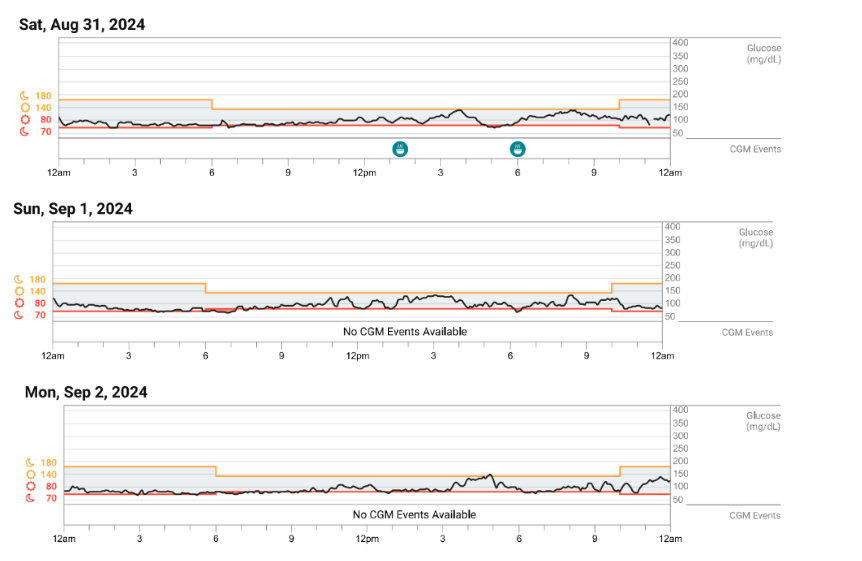 Sat, Aug 31, 2024
400
Glucose
350
(mg/dL)
300
250
200
180
150
140
100
80
70
50
CGM Events
12am 3 6 9 12pm 3 6 9 12am
Sun, Sep 1, 2024
400
Glucose
350
(mg/dL)
300
250
200
180
150
140
100
80
70
50
No CGM Events Available
CGM Events
12am 3 6 9 12pm 3 6 9 12am
Mon, Sep 2, 2024
400
Glucose
350
(mg/dL)
300
250
200
180
150
140
100
80
70
50
No CGM Events Available
CGM Events
12am 3 6 9 12pm 3 6 9 12am